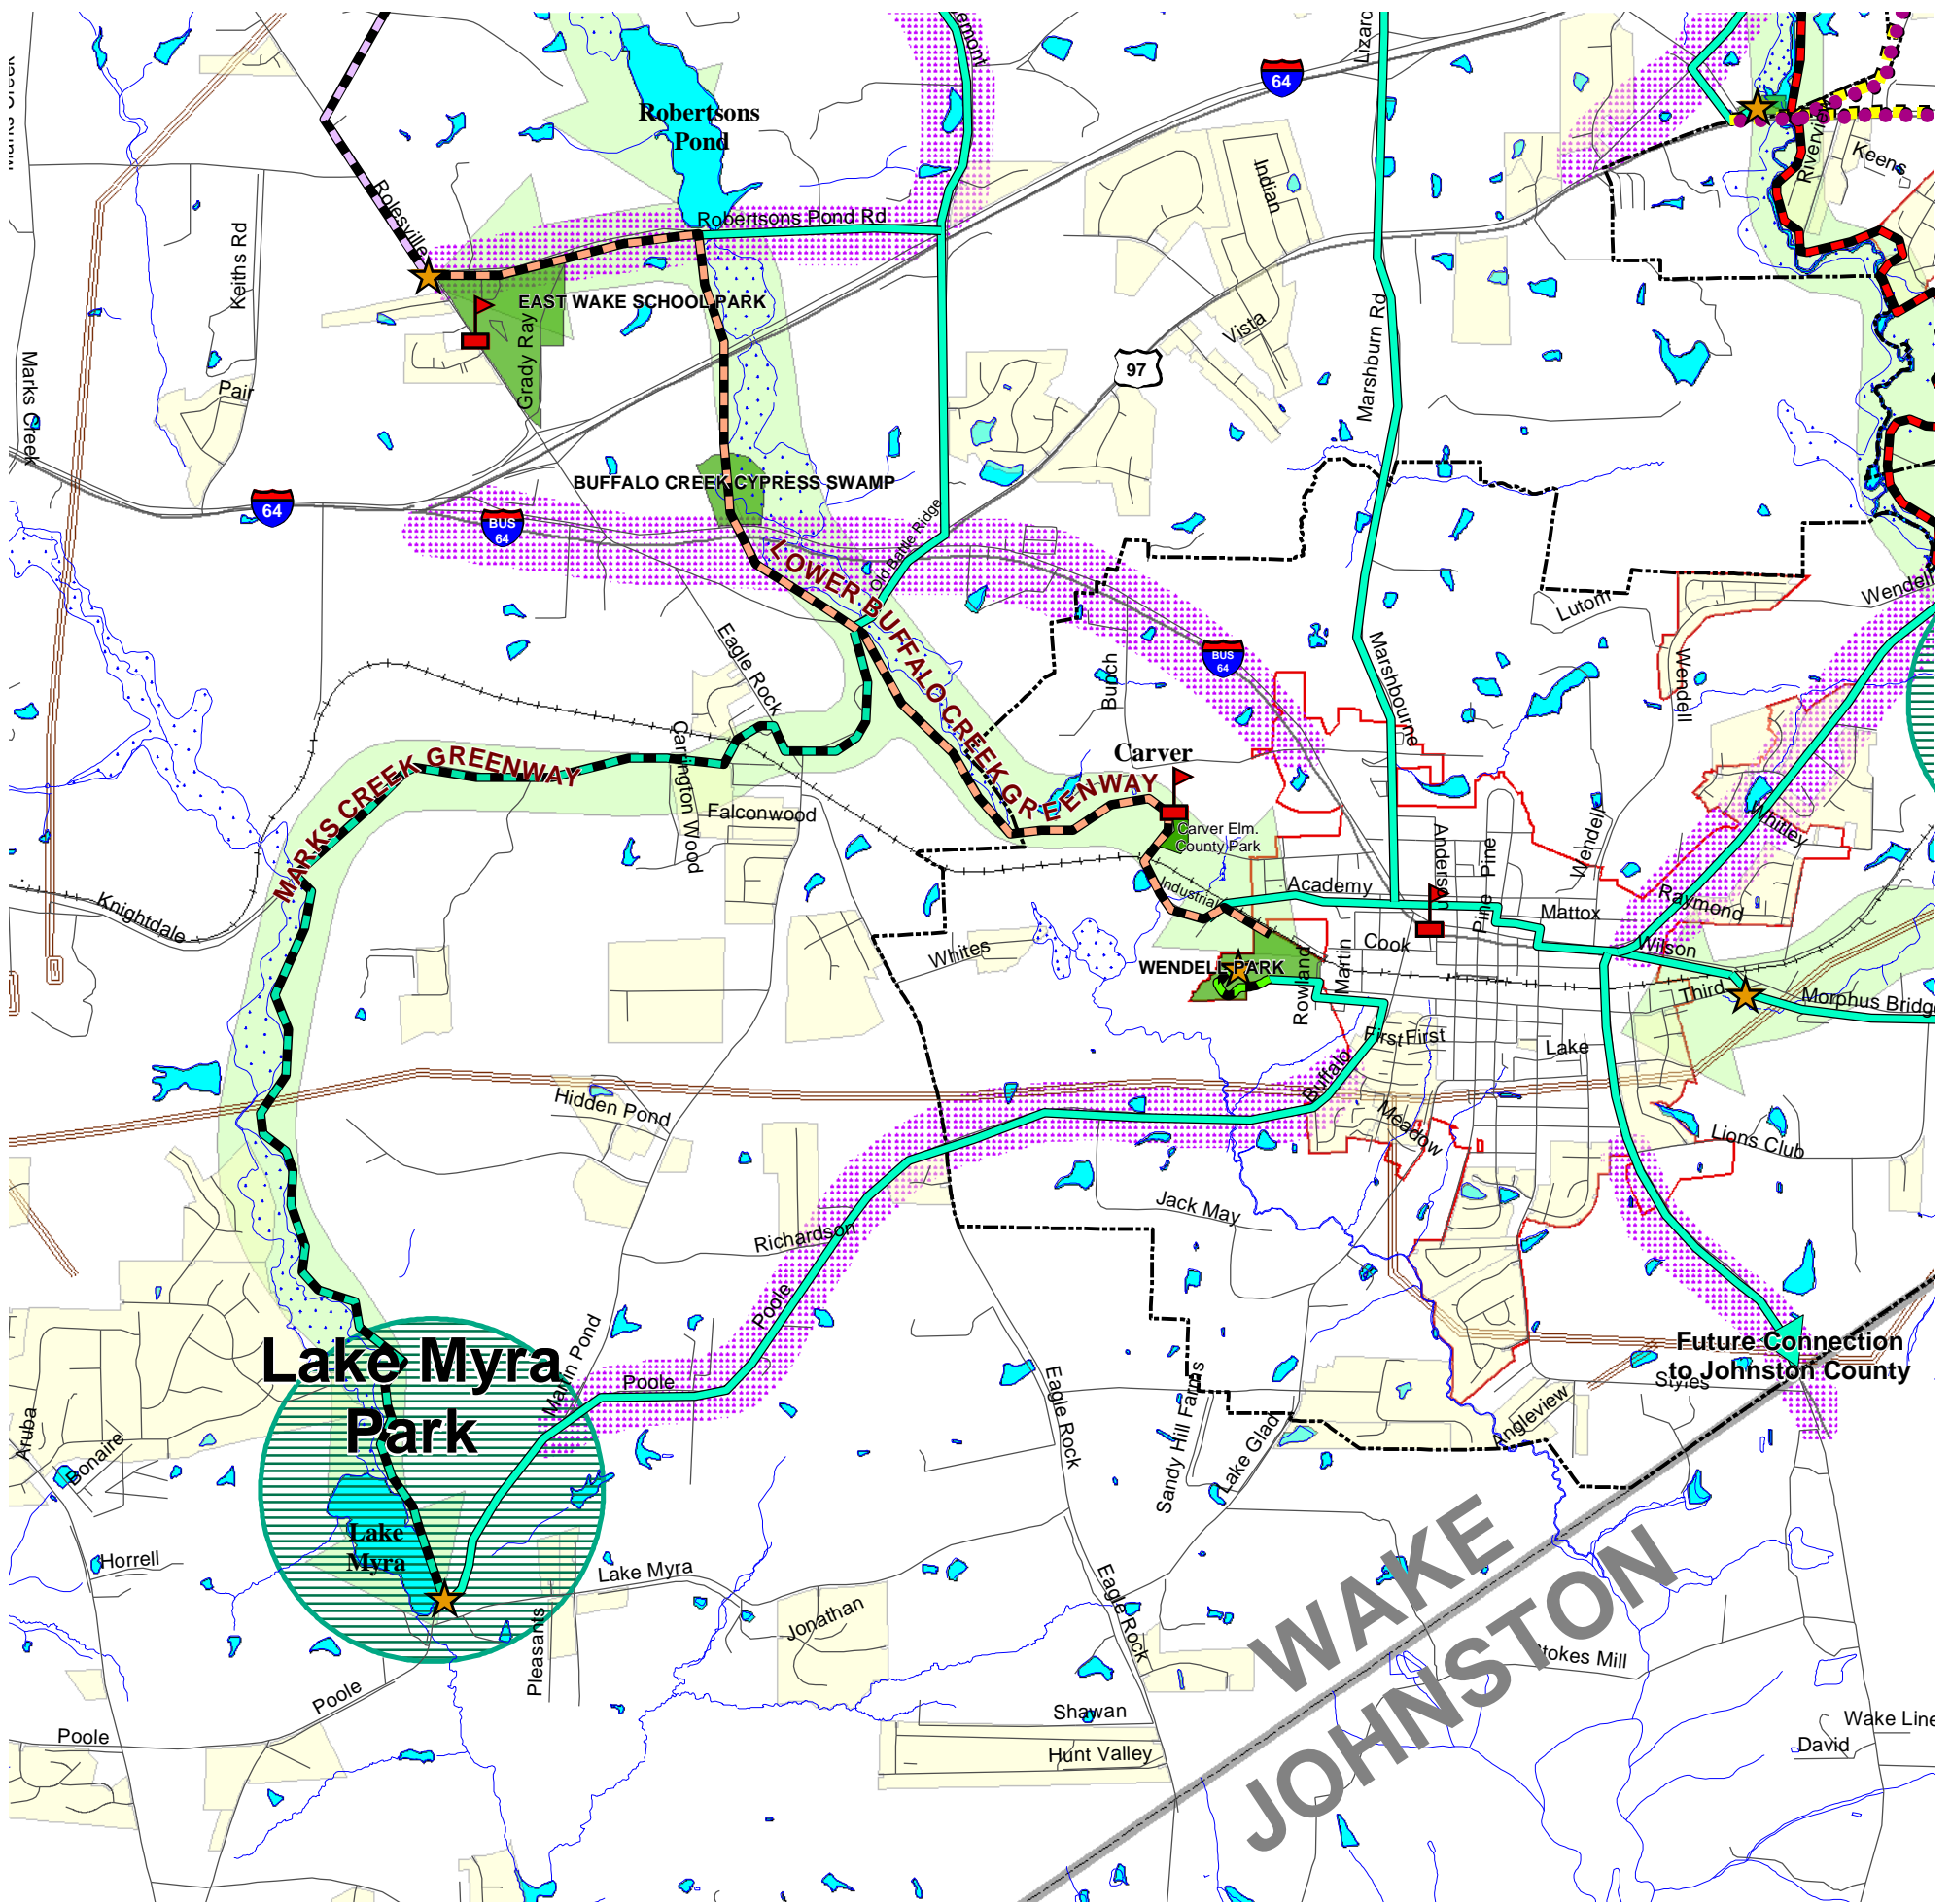 Marks Creek
Lizard
64
Robertsons
Pond
Indian
Riverview
Keens
Rolesville
Robertsons Pond Rd
Keiths Rd
EAST WAKE SCHOOL PARK
Grady Ray
Vista
Marshburn Rd
97
Marks Creek
Pair
BUFFALO CREEK CYPRESS SWAMP
64
BUS
64
Old Battle Ridge
LOWER BUFFALO CREEK GREENWAY
Lutom
Wendell
Eagle Rock
BUS
64
Bunch
Marshbourne
Wendell
Carrington Wood
MARKS CREEK GREENWAY
Carver
Falconwood
Carver Elm.
County Park
Anderson
Pine
Pine
Wendell
Whitley
Knightdale
Industrial
Academy
Raymond
Mattox
Cook
Wilson
Whites
WENDELL PARK
Rowland
Martin
Third
Morphus Bridge
First
First
Lake
Buffalo
Hidden Pond
Meadow
Lions Club
Jack May
Richardson
Poole
Martin Pond
Lake Myra
Park
Poole
Eagle Rock
Future Connection
to Johnston County
Styles
Angleview
Sandy Hill Farms
Lake Glad
Aruba
Bonaire
WAKE
JOHNSTON
Lake
Myra
Horrell
Lake Myra
Pleasants
Jonathan
Eagle Rock
Stokes Mill
Poole
Poole
Shawan
Hunt Valley
Wake Line
David